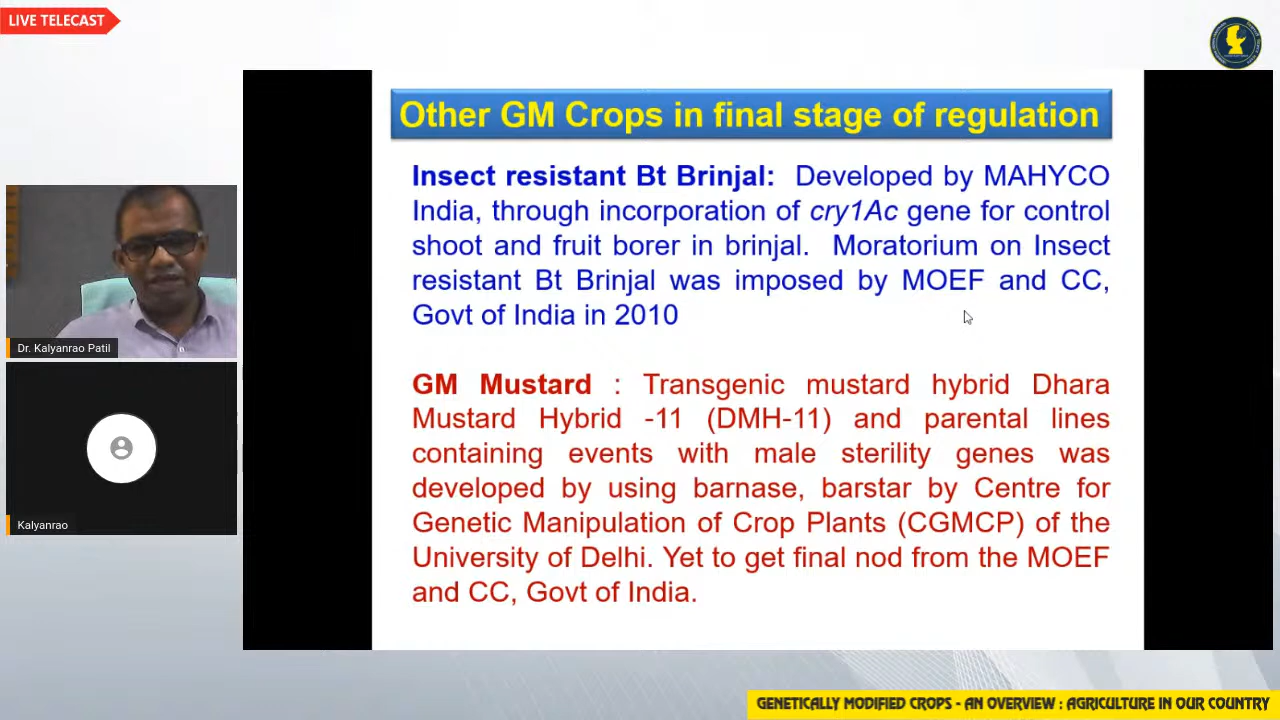 LIVE TELECAST
Other GM Crops in final stage of regulation
Insect resistant Bt Brinjal: Developed by MAHYCO
India, through incorporation of cry1Ac gene for control
shoot and fruit borer in brinjal. Moratorium on Insect
resistant Bt Brinjal was imposed by MOEF and CC,
Govt of India in 2010
GM Mustard : Transgenic mustard hybrid Dhara
Mustard Hybrid -11 (DMH-11) and parental lines
containing events with male sterility genes was
developed by using barnase, barstar by Centre for
Genetic Manipulation of Crop Plants (CGMCP) of the
University of Delhi. Yet to get final nod from the MOEF
and CC, Govt of India.
Dr. Kalyanrao Patil
Kalyanrao
GENETICALLY MODIFIED CROPS - AN OVERVIEW : AGRICULTURE IN OUR COUNTRY